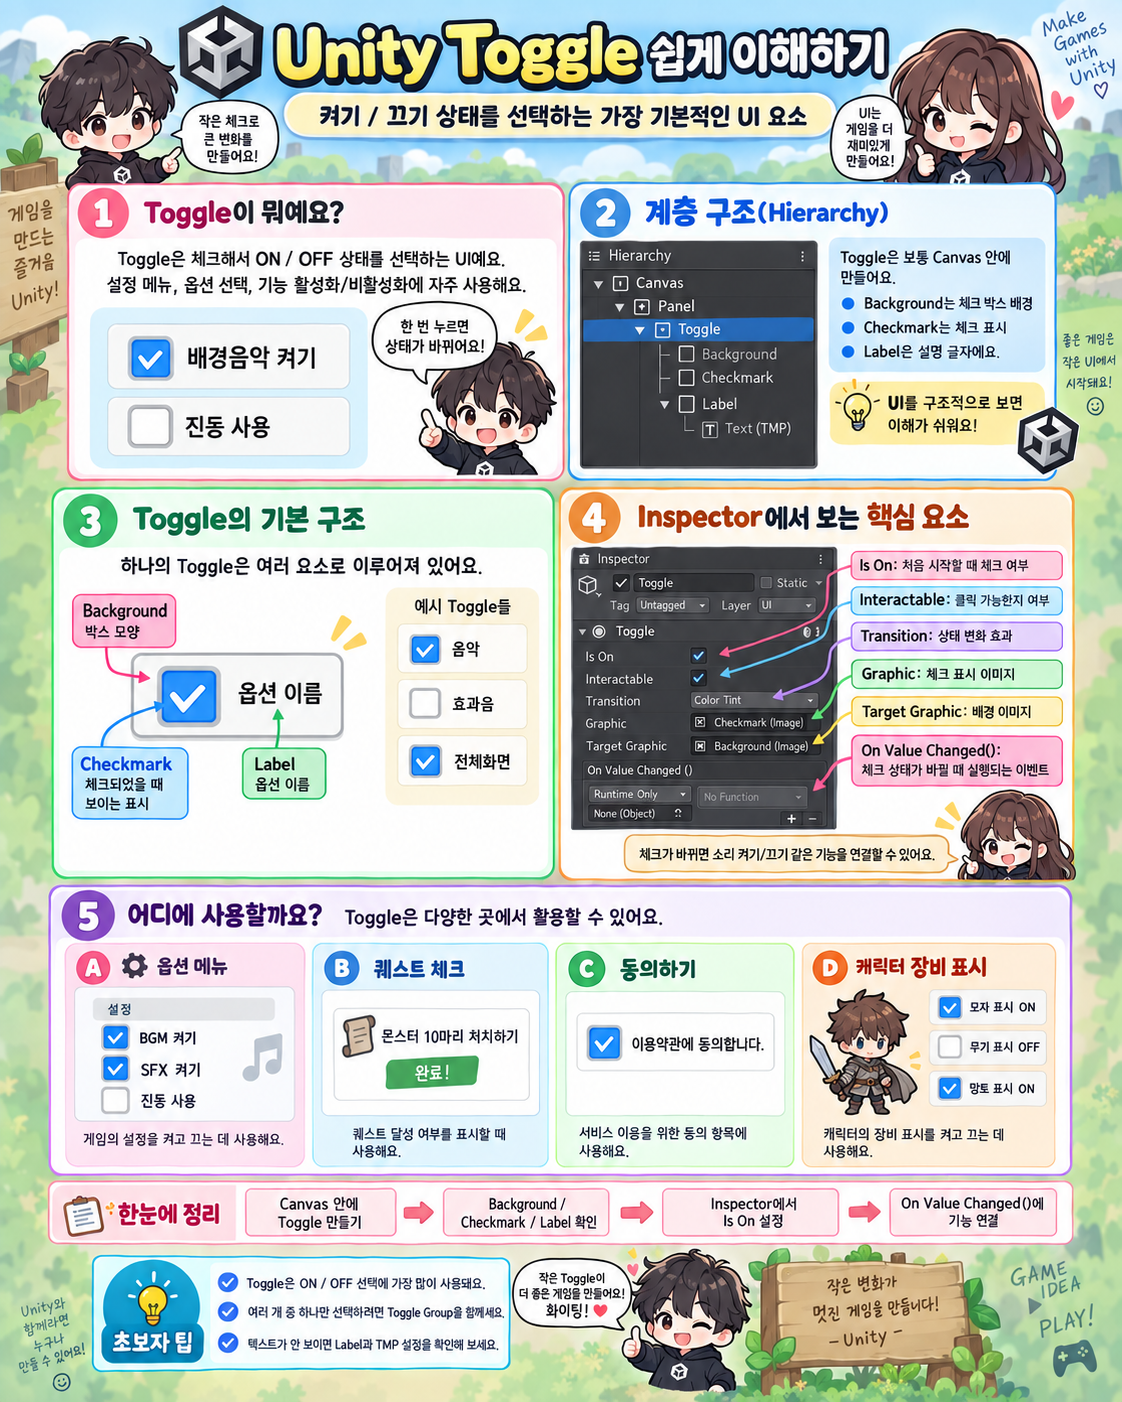 Unity Toggle 쉽게 이해하기
켜기 / 끄기 상태를 선택하는 가장 기본적인 UI 요소
작은 체크로
큰 변화를
만들어요!
UI는
게임을 더
재미있게
만들어요!
Make
Games
with
Unity
게임을
만드는
즐거움
Unity!
1 Toggle이 뭐예요?
Toggle은 체크해서 ON / OFF 상태를 선택하는 UI예요.
설정 메뉴, 옵션 선택, 기능 활성화/비활성화에 자주 사용해요.
배경음악 켜기
진동 사용
한 번 누르면
상태가 바뀌어요!
2 계층 구조(Hierarchy)
Hierarchy
Canvas
Panel
Toggle
Background
Checkmark
Label
T Text (TMP)
Toggle은 보통 Canvas 안에
만들어요.
Background는 체크 박스 배경
Checkmark는 체크 표시
Label은 설명 글자에요.
UI를 구조적으로 보면
이해가 쉬워요!
좋은 게임은
작은 UI에서
시작돼요!
3 Toggle의 기본 구조
하나의 Toggle은 여러 요소로 이루어져 있어요.
Background
박스 모양
옵션 이름
Checkmark
체크되었을 때
보이는 표시
Label
옵션 이름
예시 Toggle들
음악
효과음
전체화면
4 Inspector에서 보는 핵심 요소
Inspector
Toggle
Static
Tag Untagged Layer UI
Toggle
Is On
Interactable
Transition Color Tint
Graphic Checkmark (Image)
Target Graphic Background (Image)
On Value Changed ()
Runtime Only No Function
None (Object)
+ −
Is On: 처음 시작할 때 체크 여부
Interactable: 클릭 가능한지 여부
Transition: 상태 변화 효과
Graphic: 체크 표시 이미지
Target Graphic: 배경 이미지
On Value Changed():
체크 상태가 바뀔 때 실행되는 이벤트
체크가 바뀌면 소리 켜기/끄기 같은 기능을 연결할 수 있어요.
5 어디에 사용할까요? Toggle은 다양한 곳에서 활용할 수 있어요.
A 옵션 메뉴
설정
BGM 켜기
SFX 켜기
진동 사용
게임의 설정을 켜고 끄는 데 사용해요.
B 퀘스트 체크
몬스터 10마리 처치하기
완료!
퀘스트 달성 여부를 표시할 때
사용해요.
C 동의하기
이용약관에 동의합니다.
서비스 이용을 위한 동의 항목에
사용해요.
D 캐릭터 장비 표시
모자 표시 ON
무기 표시 OFF
망토 표시 ON
캐릭터의 장비 표시를 켜고 끄는 데
사용해요.
한눈에 정리
Canvas 안에
Toggle 만들기
Background /
Checkmark / Label 확인
Inspector에서
Is On 설정
On Value Changed()에
기능 연결
초보자 팁
Toggle은 ON / OFF 선택에 가장 많이 사용돼요.
여러 개 중 하나만 선택하려면 Toggle Group을 함께써요.
텍스트가 안 보이면 Label과 TMP 설정을 확인해 보세요.
작은 Toggle이
더 좋은 게임을 만들어요!
화이팅!
작은 변화가
멋진 게임을 만듭니다!
- Unity -
GAME
IDEA
PLAY!
Unity와
함께라면
누구나
만들 수 있어요!